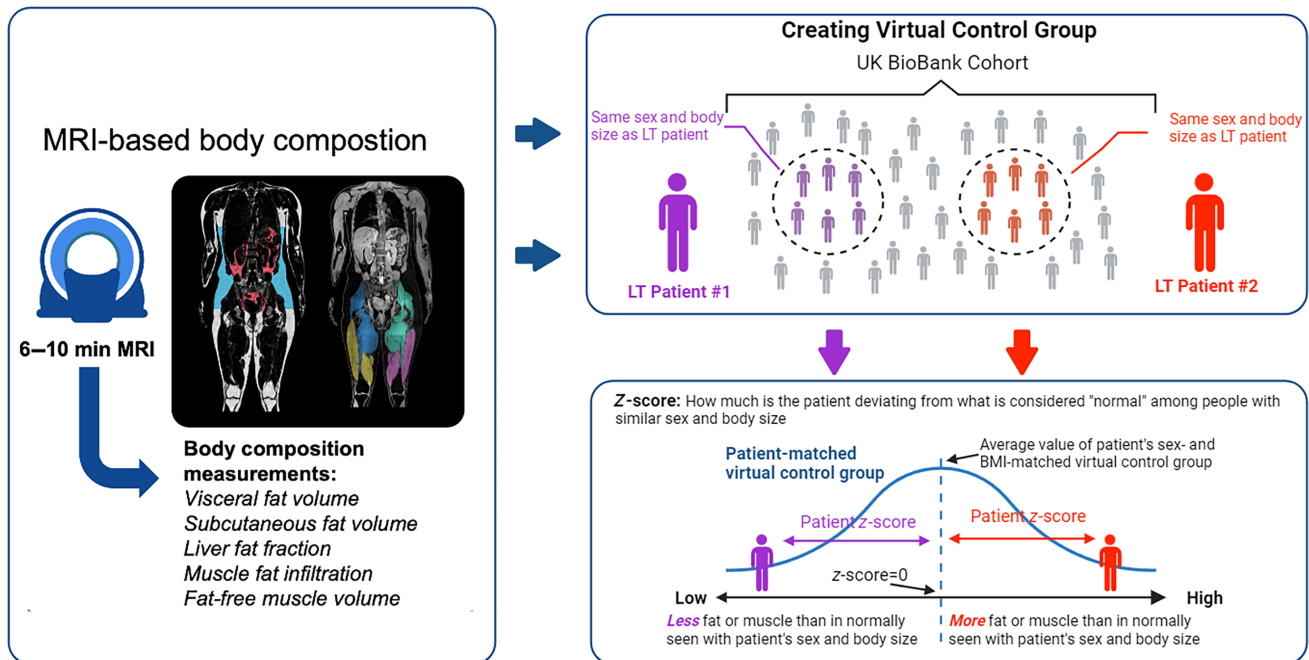 MRI-based body compostion
6–10 min MRI
Body composition
measurements:
Visceral fat volume
Subcutaneous fat volume
Liver fat fraction
Muscle fat infiltration
Fat-free muscle volume
Creating Virtual Control Group
UK BioBank Cohort
Same sex and body
size as LT patient
Same sex and body
size as LT patient
LT Patient #1
LT Patient #2
Z-score: How much is the patient deviating from what is considered "normal" among people with
similar sex and body size
Patient-matched
virtual control group
Average value of patient's sex- and
BMI-matched virtual control group
Patient z-score
Patient z-score
z-score=0
Low
High
Less fat or muscle than in normally
seen with patient's sex and body size
More fat or muscle than in normally
seen with patient's sex and body size